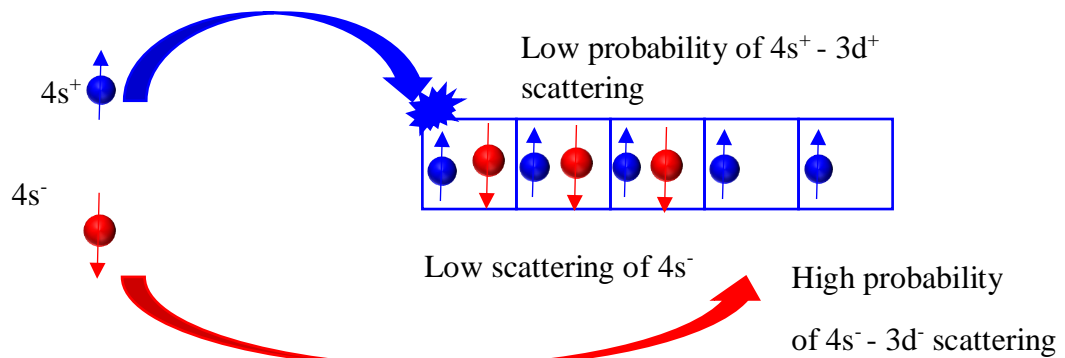 4s⁺
Low probability of 4s⁺ - 3d⁺
scattering
4s⁻
Low scattering of 4s⁻
High probability
of 4s⁻ - 3d⁻ scattering